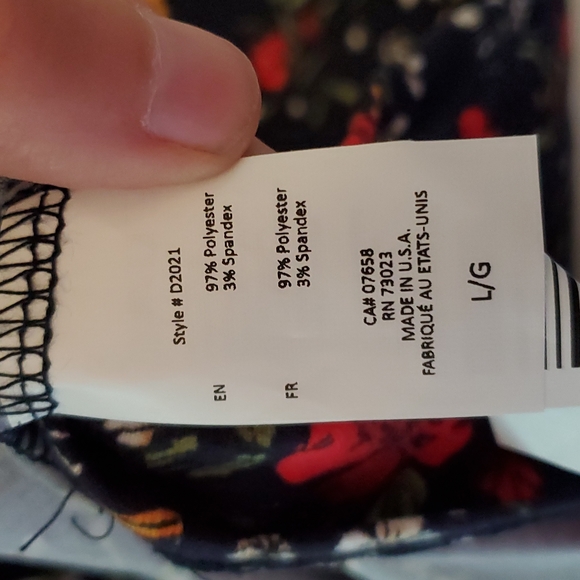 Style # D2021
EN
97% Polyester
3% Spandex
FR
97% Polyester
3% Spandex
CA# 07658
RN 73023
MADE IN U.S.A.
FABRIQUÉ AU ETATS-UNIS
L/G